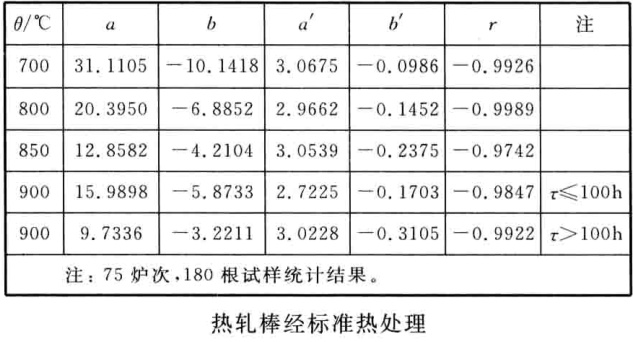 θ/℃ a b a′ b′ r 注
700 31.1105 −10.1418 3.0675 −0.0986 −0.9926
800 20.3950 −6.8852 2.9662 −0.1452 −0.9989
850 12.8582 −4.2104 3.0539 −0.2375 −0.9742
900 15.9898 −5.8733 2.7225 −0.1703 −0.9847 τ≤100h
900 9.7336 −3.2211 3.0228 −0.3105 −0.9922 τ>100h
注：75 炉次,180 根试样统计结果。
热轧棒经标准热处理